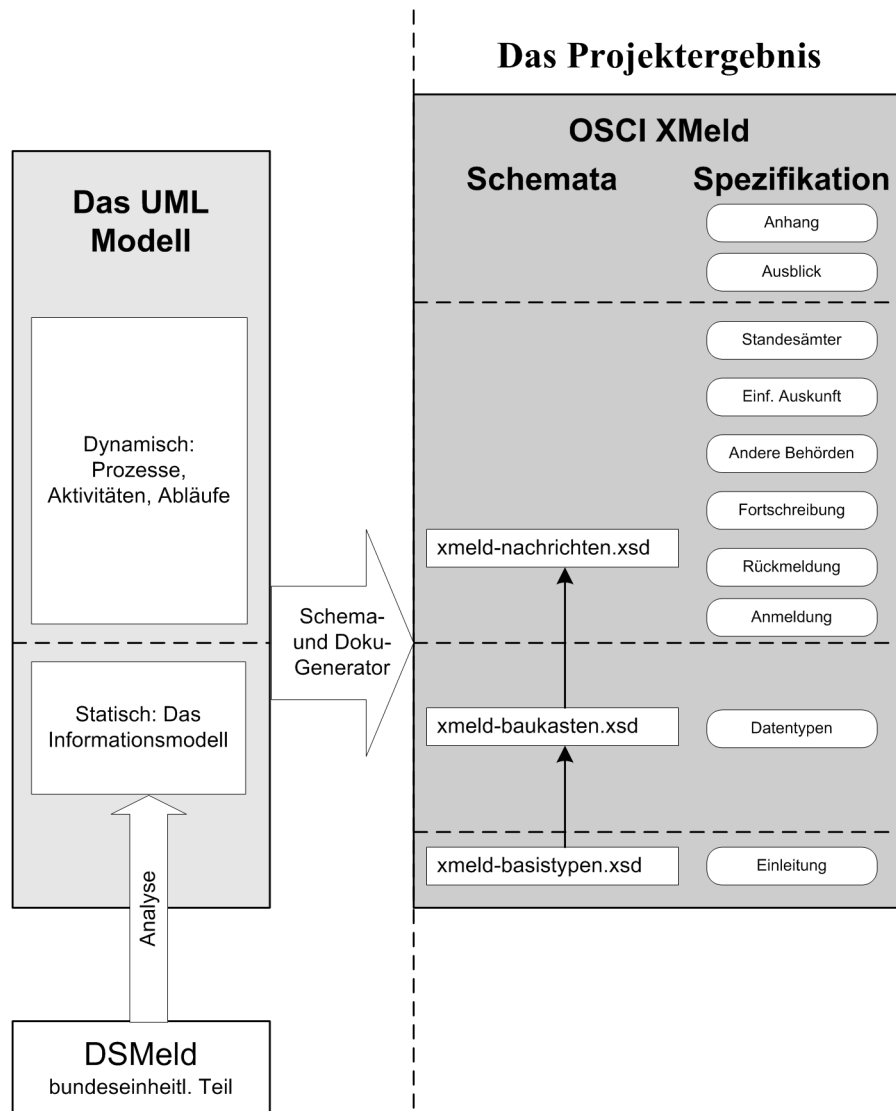 Das Projektergebnis
Das UML
Modell
Dynamisch:
Prozesse,
Aktivitäten, Abläufe
Statisch: Das
Informationsmodell
Analyse
DSMeld
bundeseinheitl. Teil
Schema-
und Doku-
Generator
OSCI XMeld
Schemata
Spezifikation
Anhang
Ausblick
Standesämter
Einf. Auskunft
Andere Behörden
Fortschreibung
xmeld-nachrichten.xsd
Rückmeldung
Anmeldung
xmeld-baukasten.xsd
Datentypen
xmeld-basistypen.xsd
Einleitung